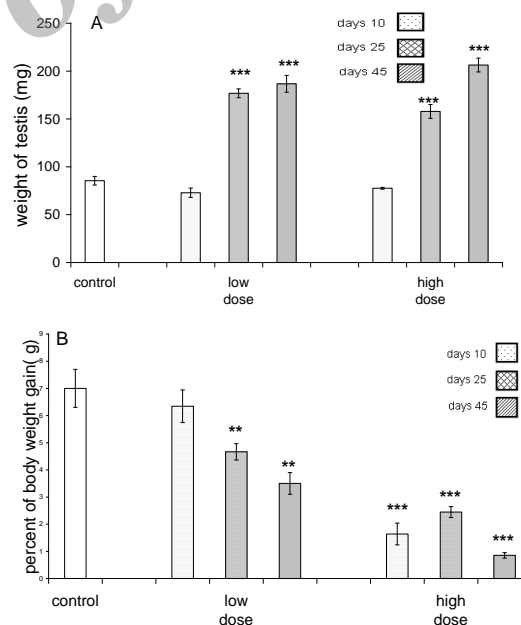 A
weight of testis (mg)
250
200
150
100
50
0
days 10
days 25
days 45
***
***
***
***
control
low
dose
high
dose
B
percent of body weight gain( g)
9
8
7
6
5
4
3
2
1
0
days 10
days 25
days 45
**
**
***
***
***
control
low
dose
high
dose